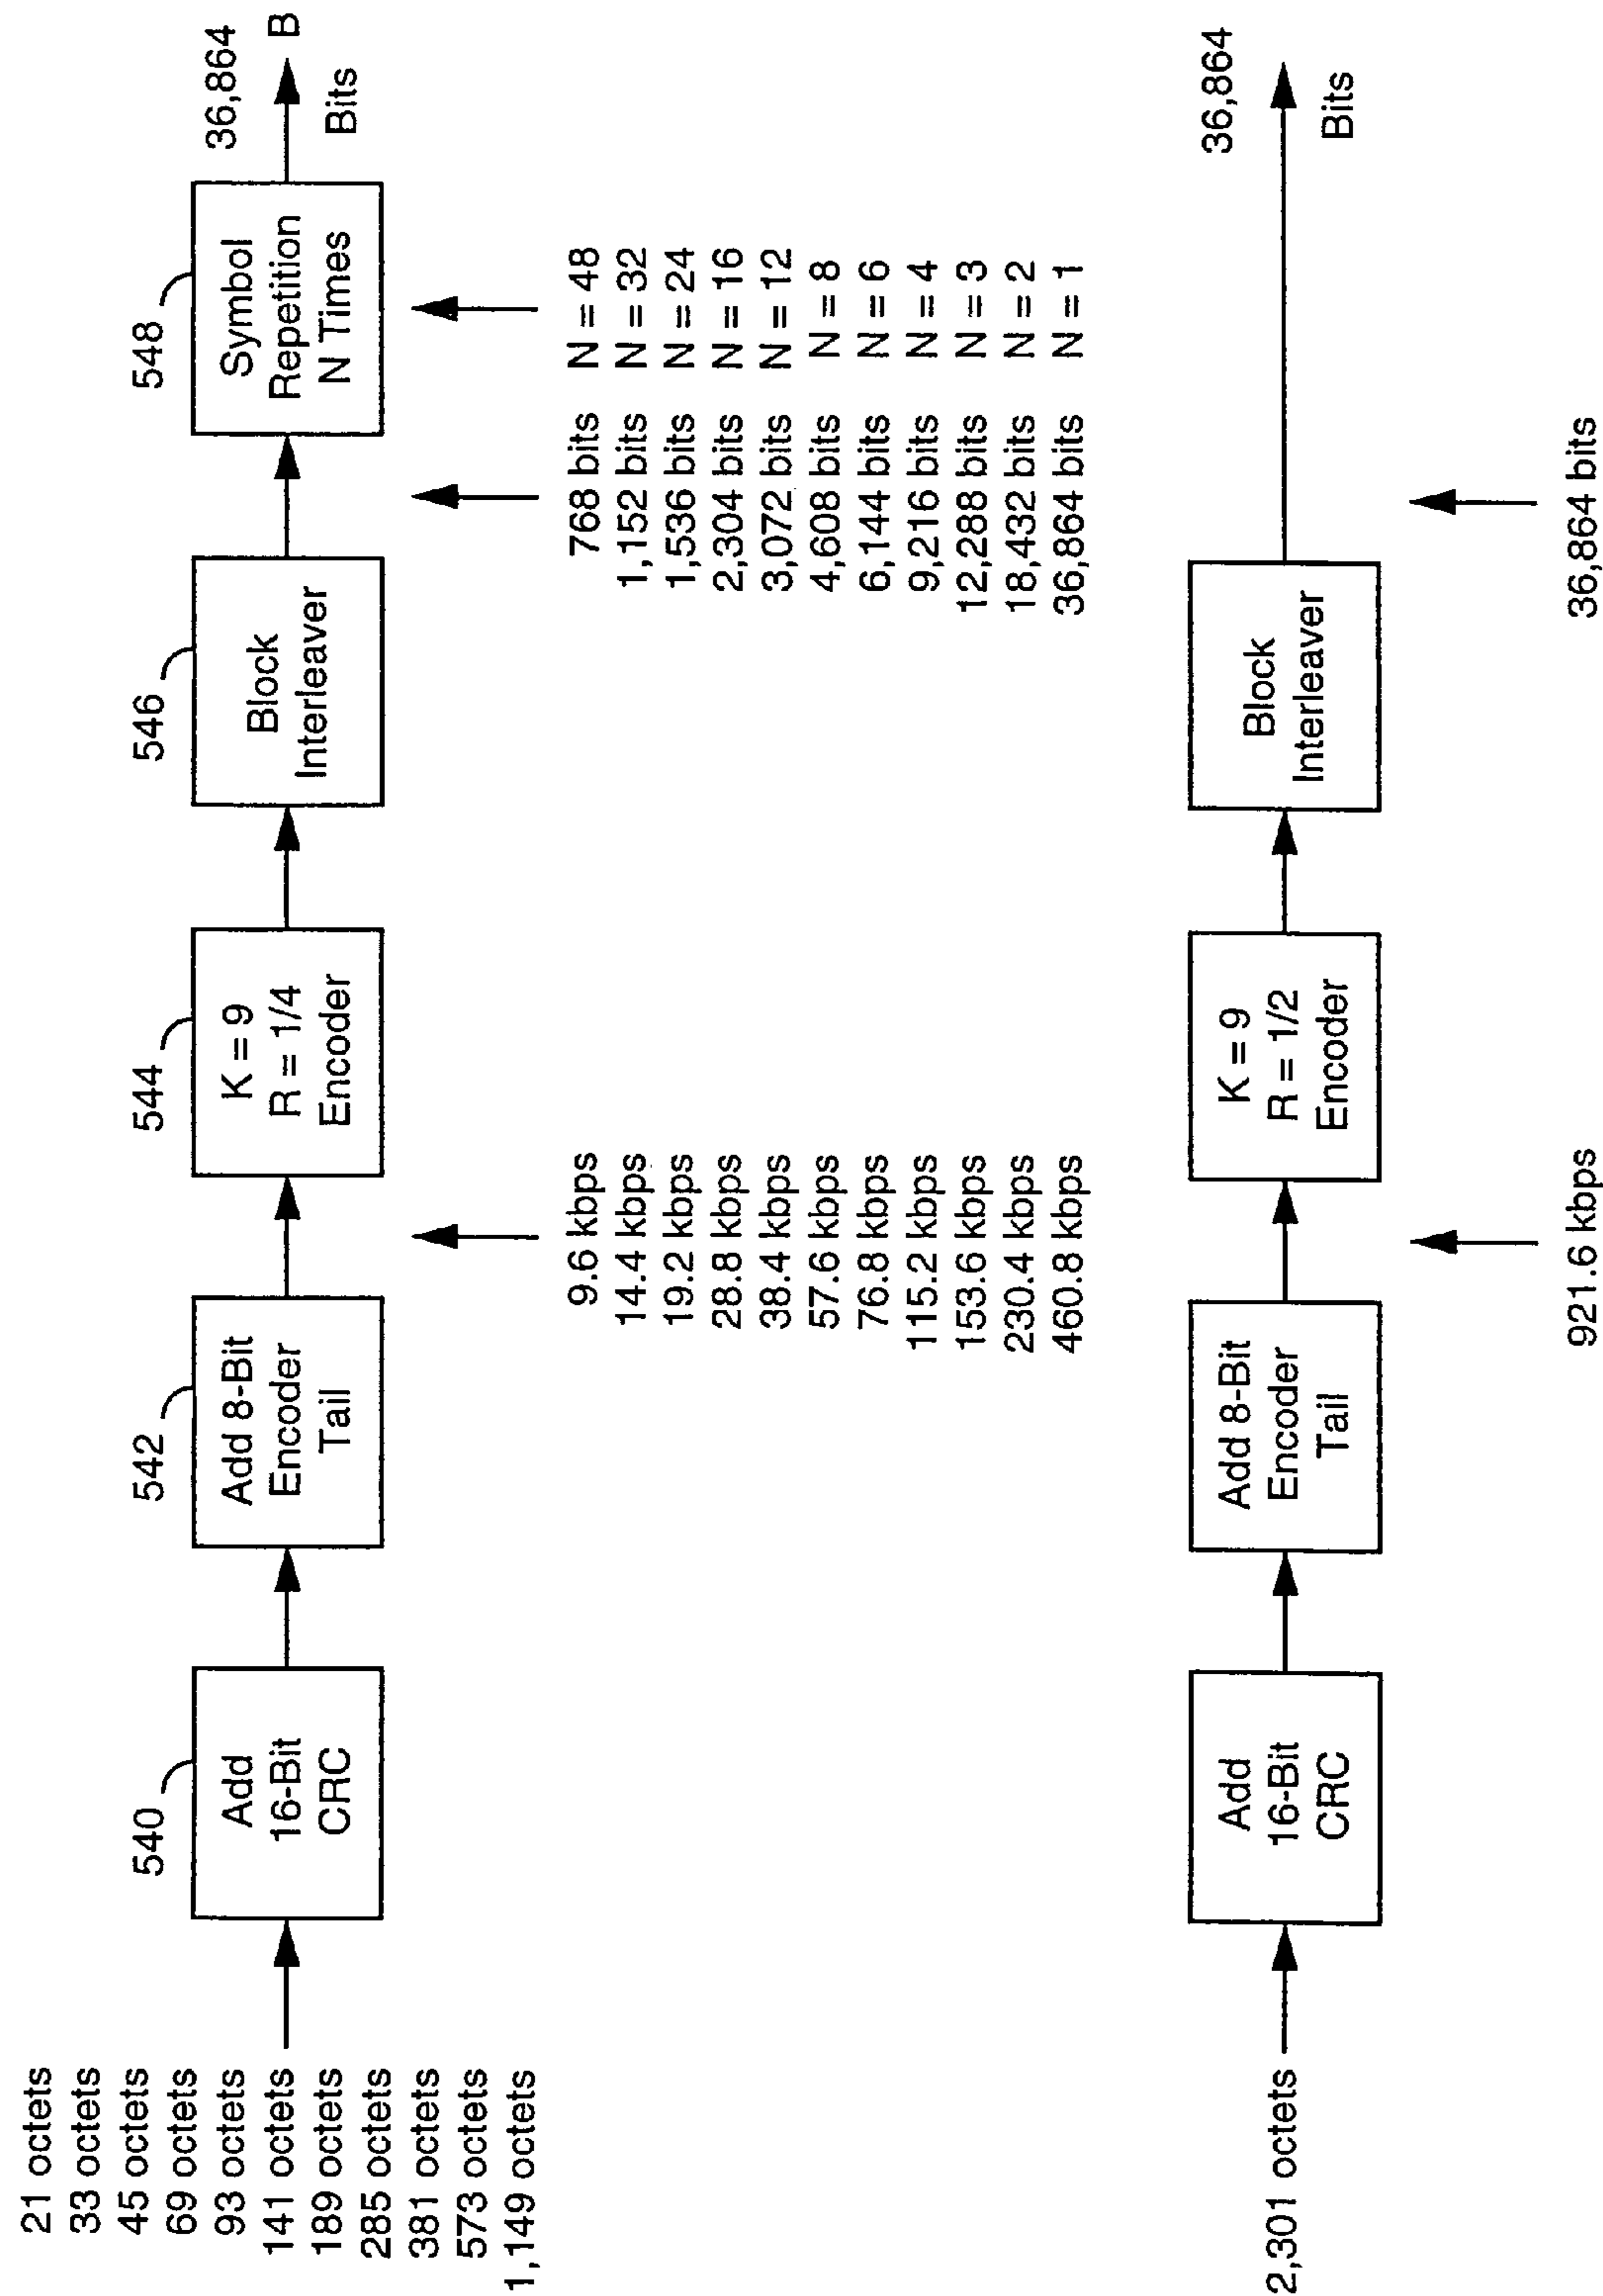 21 octets
33 octets
45 octets
69 octets
93 octets
141 octets
189 octets
285 octets
381 octets
573 octets
1,149 octets
540
Add
16-Bit
CRC
542
Add 8-Bit
Encoder
Tail
9.6 kbps
14.4 kbps
19.2 kbps
28.8 kbps
38.4 kbps
57.6 kbps
76.8 kbps
115.2 kbps
153.6 kbps
230.4 kbps
460.8 kbps
544
K = 9
R = 1/4
Encoder
546
Block
Interleaver
768 bits
1,152 bits
1,536 bits
2,304 bits
3,072 bits
4,608 bits
6,144 bits
9,216 bits
12,288 bits
18,432 bits
36,864 bits
548
Symbol
Repetition
N Times
N = 48
N = 32
N = 24
N = 16
N = 12
N = 8
N = 6
N = 4
N = 3
N = 2
N = 1
36,864 B
Bits
2,301 octets
Add
16-Bit
CRC
Add 8-Bit
Encoder
Tail
921.6 kbps
K = 9
R = 1/2
Encoder
Block
Interleaver
36,864 bits
36,864
Bits